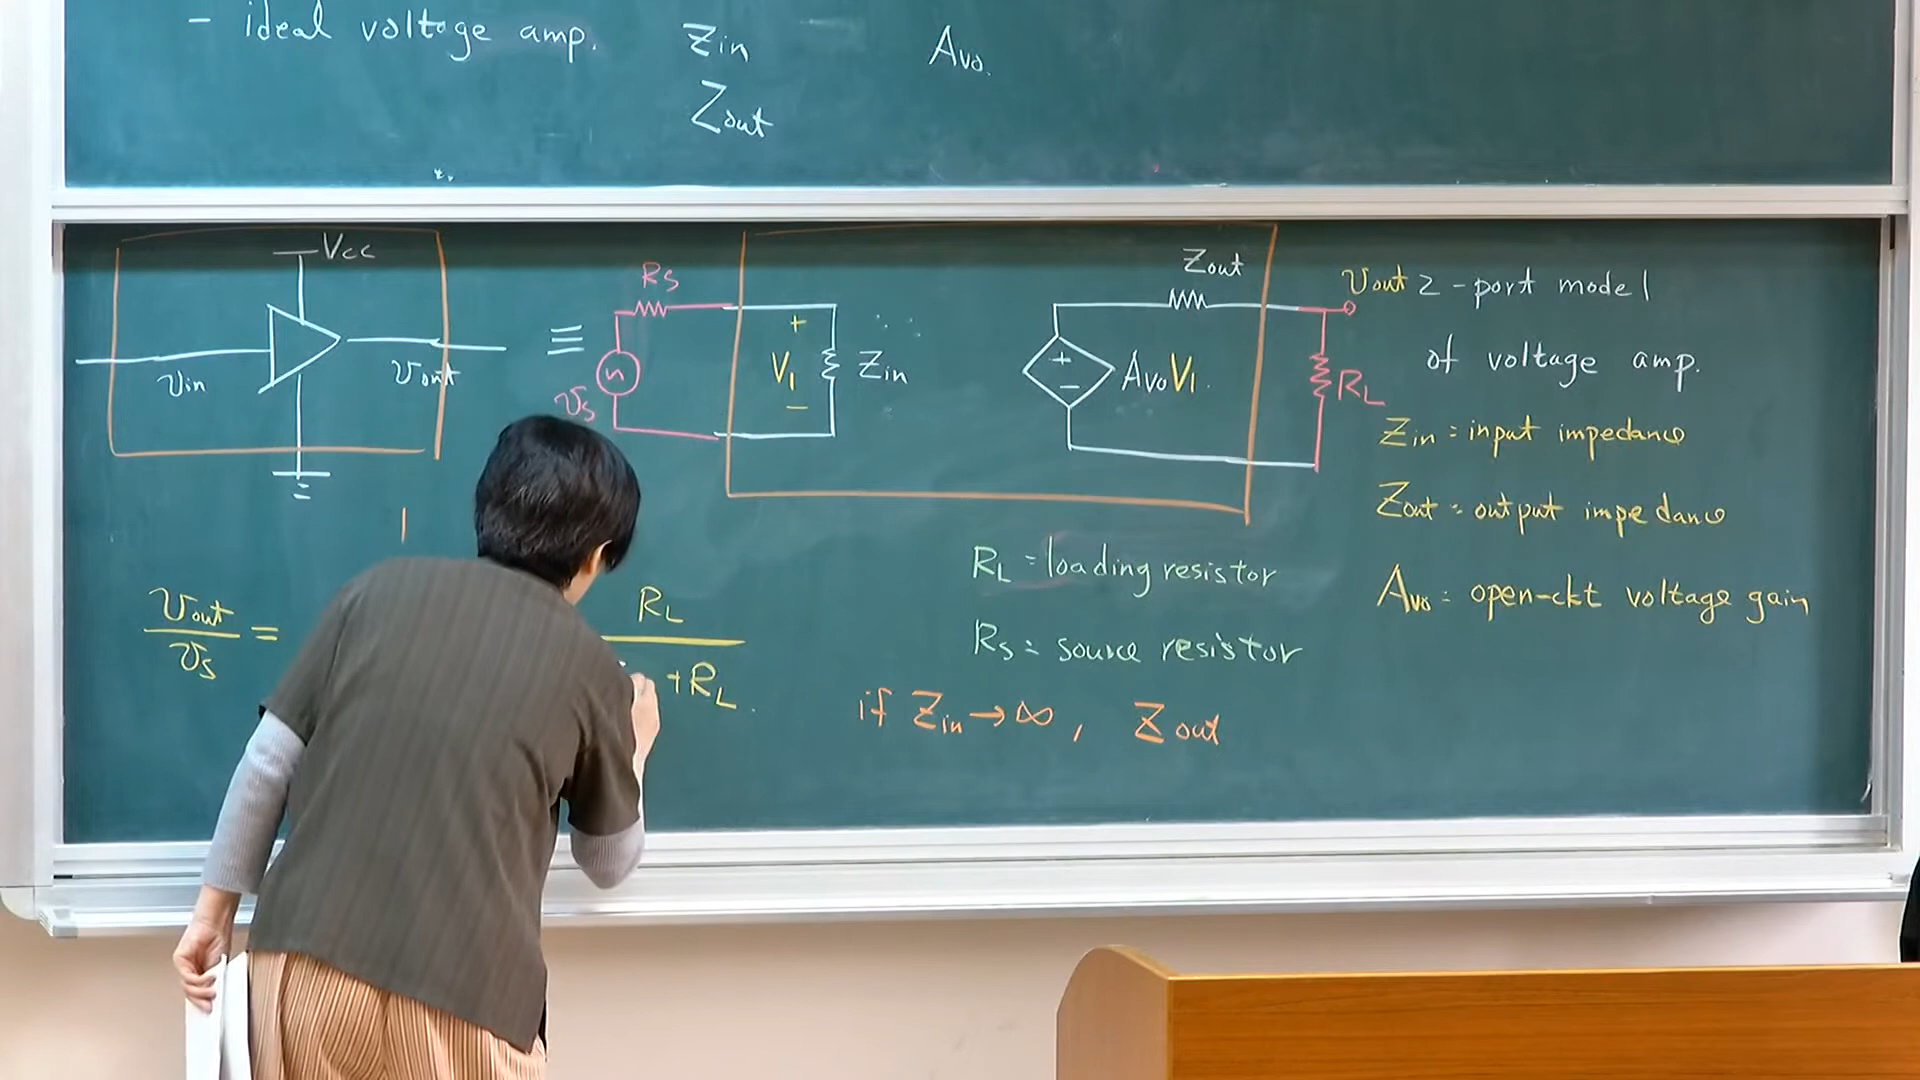 - ideal voltage amp. Zin Avo.
Zout
Vcc
vin
vout
≡
Rs
vs
+
V1
-
Zin
+
-
AvoV1.
Zout
vout
RL
2-port model
of voltage amp.
Zin = input impedance
Zout = output impedance
Avo = open-ckt voltage gain
RL = loading resistor
Rs = source resistor
vout
vs
=
RL
+RL.
if Zin → ∞, Zout